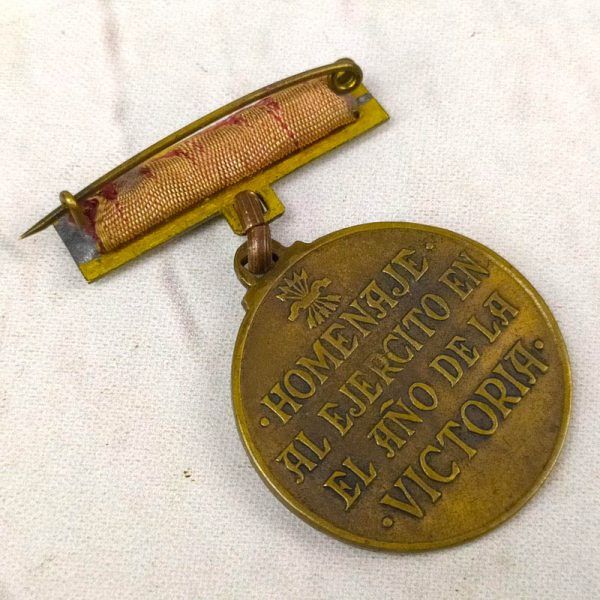 ·HOMENAJE·
AL EJERCITO EN
EL AÑO DE LA
·VICTORIA·